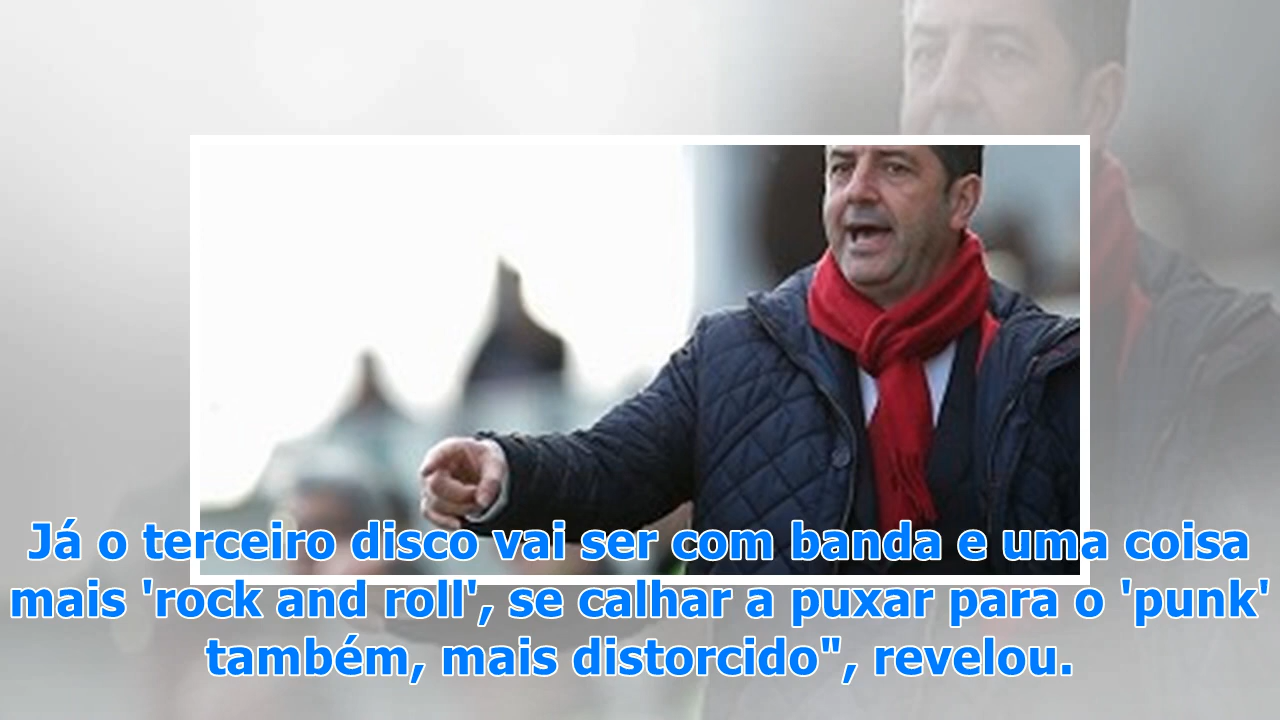 Já o terceiro disco vai ser com banda e uma coisa
mais 'rock and roll', se calhar a puxar para o 'punk'
também, mais distorcido", revelou.